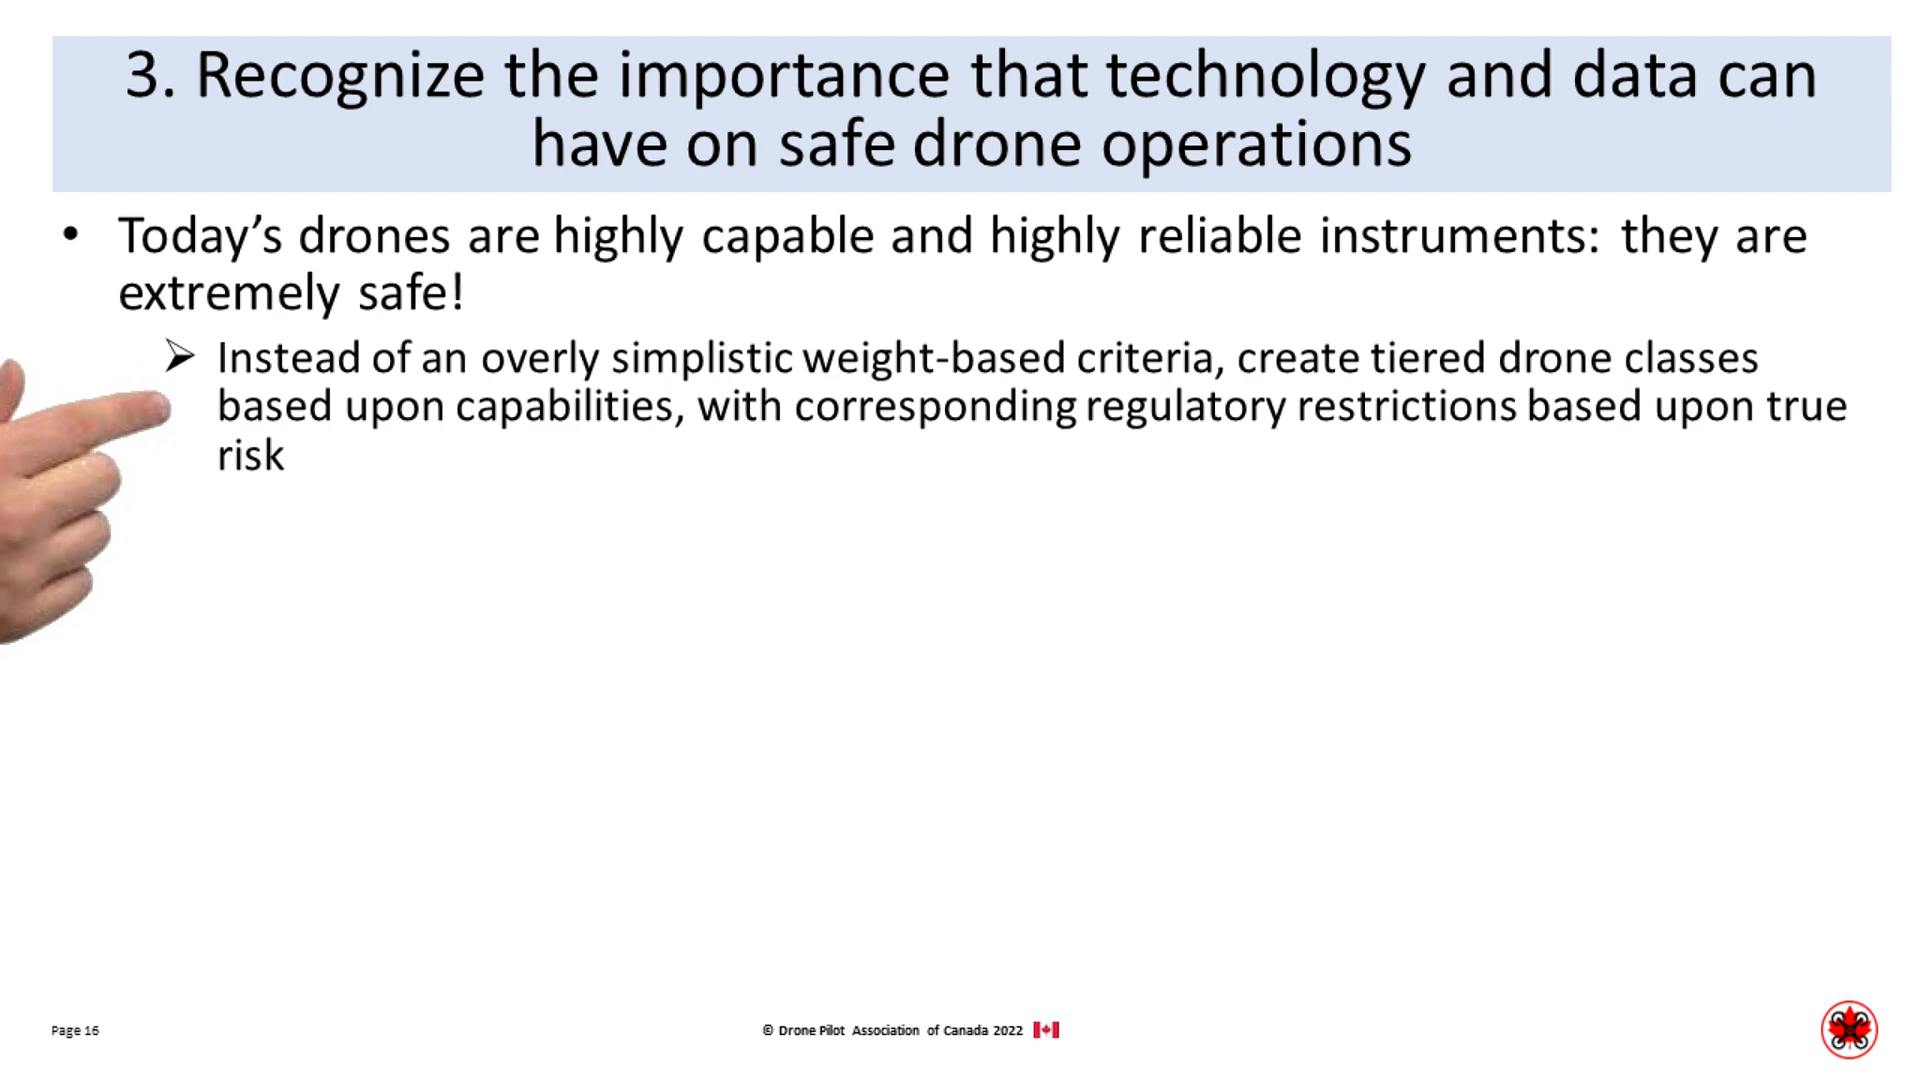 3. Recognize the importance that technology and data can
have on safe drone operations
• Today’s drones are highly capable and highly reliable instruments: they are
extremely safe!
➢ Instead of an overly simplistic weight-based criteria, create tiered drone classes
based upon capabilities, with corresponding regulatory restrictions based upon true
risk
Page 16
© Drone Pilot Association of Canada 2022